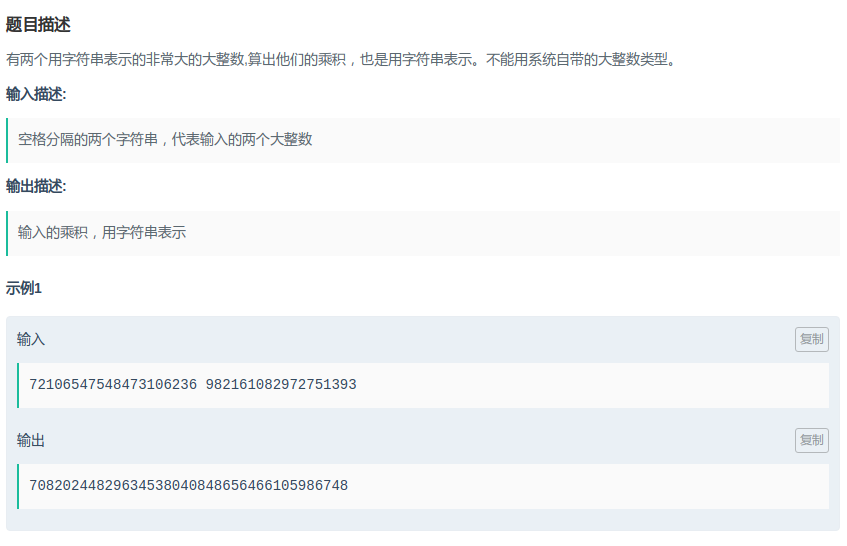 题目描述
有两个用字符串表示的非常大的大整数,算出他们的乘积，也是用字符串表示。不能用系统自带的大整数类型。
输入描述:
空格分隔的两个字符串，代表输入的两个大整数
输出描述:
输入的乘积，用字符串表示
示例1
输入
复制
72106547548473106236 982161082972751393
输出
复制
70820244829634538040848656466105986748